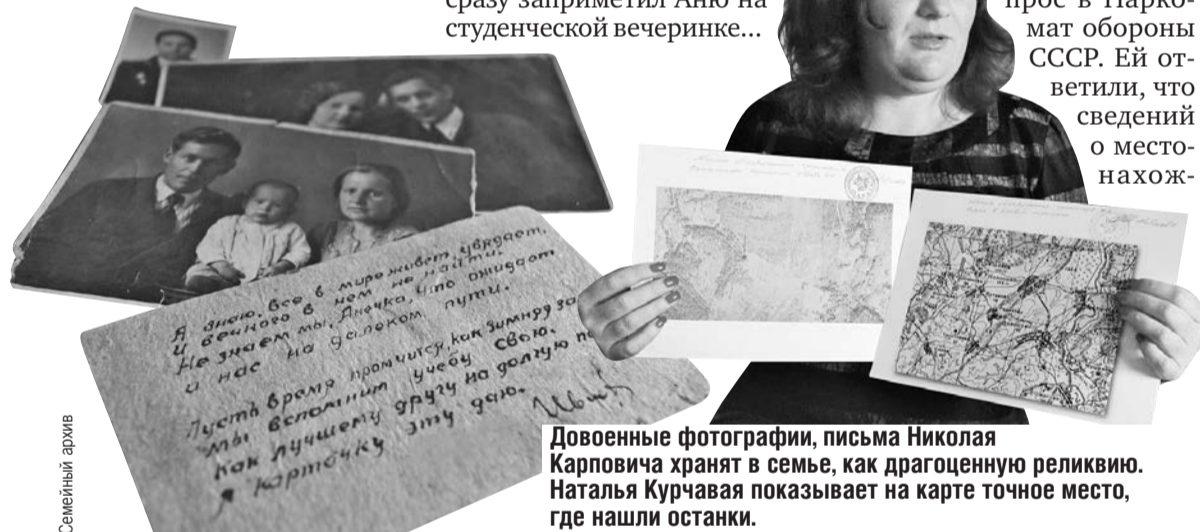 сразу заприметил Аню на
студенческой вечеринке...
прос в Нарко-
мат обороны
СССР. Ей от-
ветили, что
сведений
о место-
нахож-
Я знаю, все в мире живет, увядает,
И вечного в нем не найти.
Не знаем мы, Анечка, что ожидает
и нас на далеком пути.
Пусть время промчится, как зимняя
мы вспомним учебу свою.
Как лучшему другу на долгую
я карточку эту даю.
Семейный архив
Довоенные фотографии, письма Николая
Карповича хранят в семье, как драгоценную реликвию.
Наталья Курчавая показывает на карте точное место,
где нашли останки.